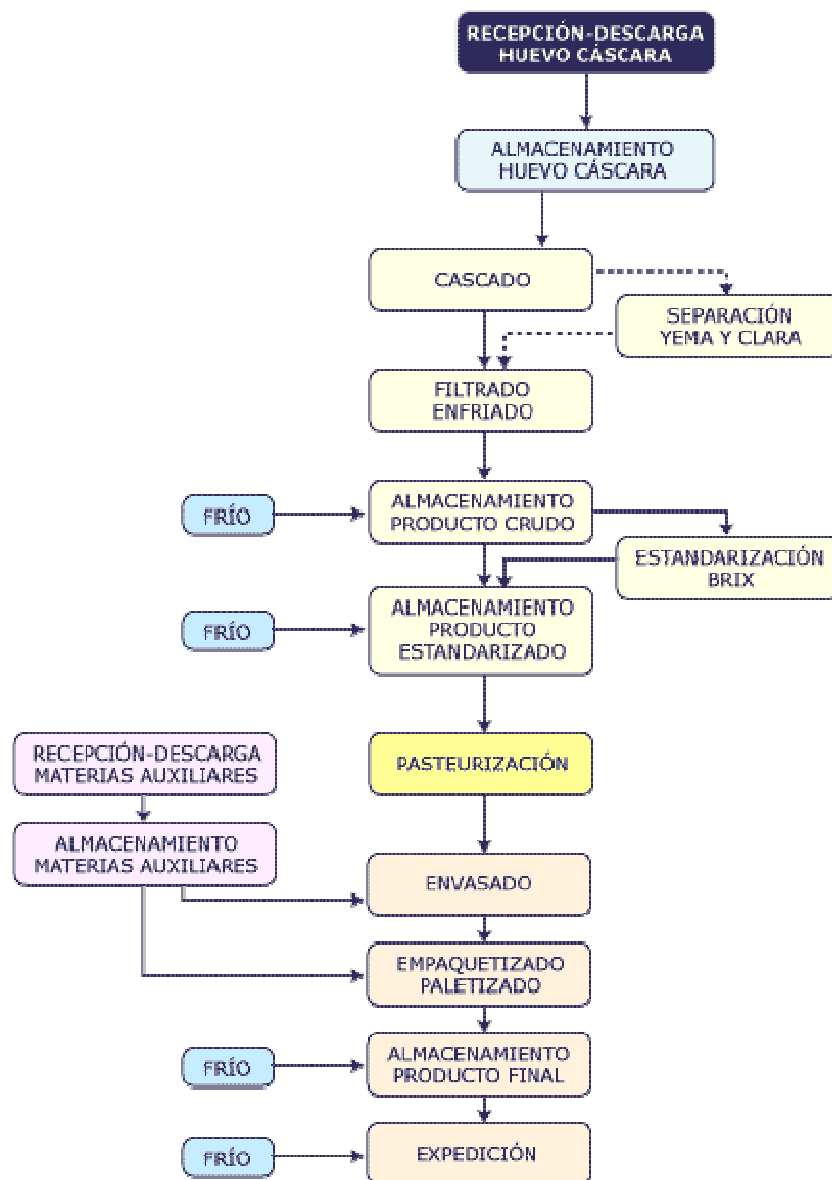 RECEPCIÓN-DESCARGA
HUEVO CÁSCARA
ALMACENAMIENTO
HUEVO CÁSCARA
CASCADO
SEPARACIÓN
YEMA Y CLARA
FILTRADO
ENFRIADO
FRÍO
ALMACENAMIENTO
PRODUCTO CRUDO
ESTANDARIZACIÓN
BRIX
FRÍO
ALMACENAMIENTO
PRODUCTO
ESTANDARIZADO
RECEPCIÓN-DESCARGA
MATERIAS AUXILIARES
PASTEURIZACIÓN
ALMACENAMIENTO
MATERIAS AUXILIARES
ENVASADO
EMPAQUETIZADO
PALETIZADO
FRÍO
ALMACENAMIENTO
PRODUCTO FINAL
FRÍO
EXPEDICIÓN